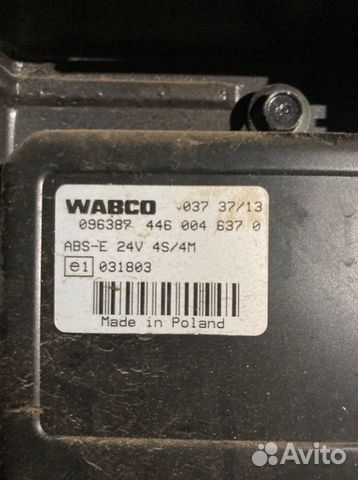 WABCO 037 37/13
096387 446 004 637 0
ABS-E 24V 4S/4M
e1 031803
Made in Poland
Avito